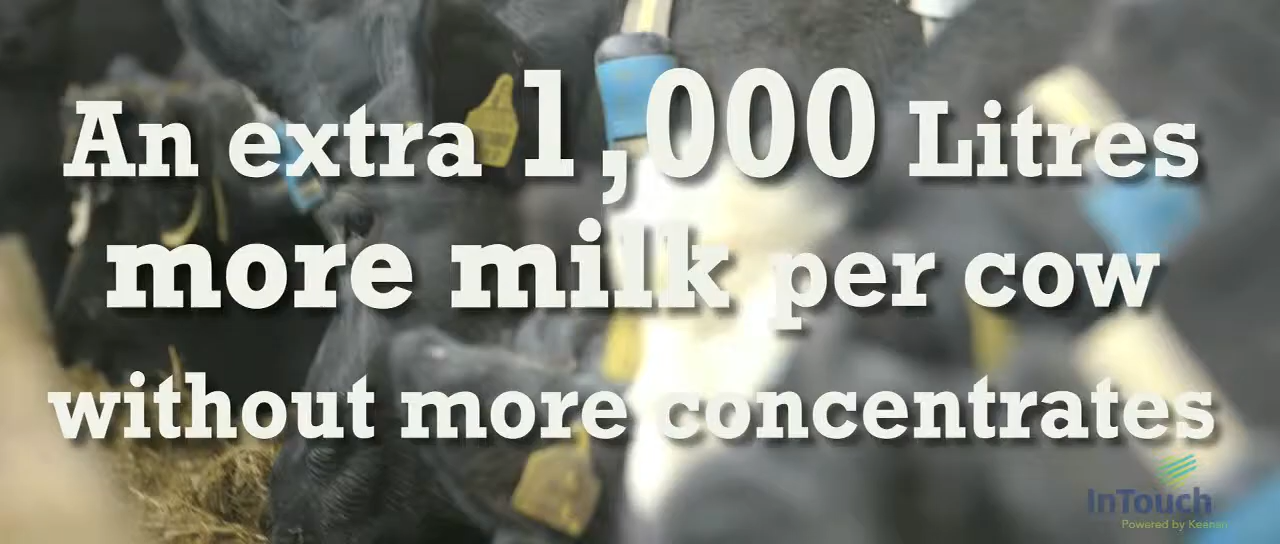 An extra 1,000 Litres
more milk per cow
without more concentrates
InTouch
Powered by Keenan